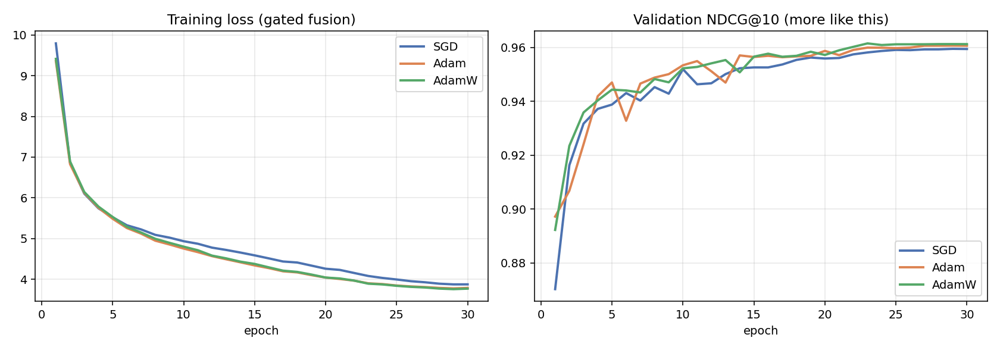 Training loss (gated fusion)
10
9
8
7
6
5
4
0 5 10 15 20 25 30
epoch
SGD
Adam
AdamW
Validation NDCG@10 (more like this)
0.96
0.94
0.92
0.90
0.88
0 5 10 15 20 25 30
epoch
SGD
Adam
AdamW